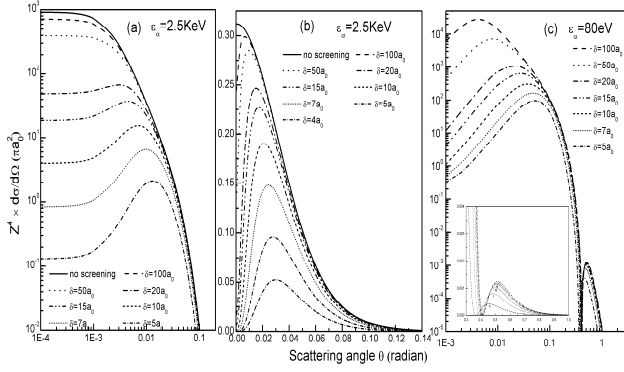 (a) εα=2.5KeV
no screening δ=100a₀
δ=50a₀ δ=20a₀
δ=15a₀ δ=10a₀
δ=7a₀ δ=5a₀
Z⁴ × dσ/dΩ (πa₀²)
1E-4 1E-3 0.01 0.1
(b) εα=2.5KeV
no screening δ=100a₀
δ=50a₀ δ=20a₀
δ=15a₀ δ=10a₀
δ=7a₀ δ=5a₀
δ=4a₀
0.30
0.25
0.20
0.15
0.10
0.05
0.00
0.00 0.02 0.04 0.06 0.08 0.10 0.12 0.14
Scattering angle θ (radian)
(c) εα=80eV
δ=100a₀
δ=50a₀
δ=20a₀
δ=15a₀
δ=10a₀
δ=7a₀
δ=5a₀
10⁴
10³
10²
10¹
10⁰
10⁻¹
10⁻²
10⁻³
10⁻⁴
10⁻⁵
1E-3 0.01 0.1 1